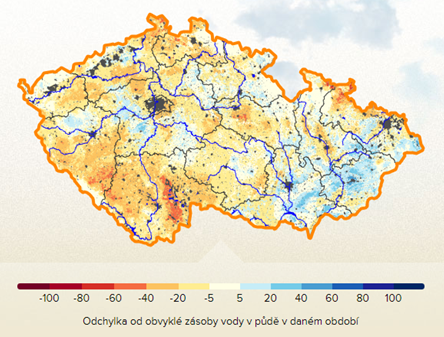 -100 -80 -60 -40 -20 -5 5 20 40 60 80 100
Odchylka od obvyklé zásoby vody v půdě v daném období